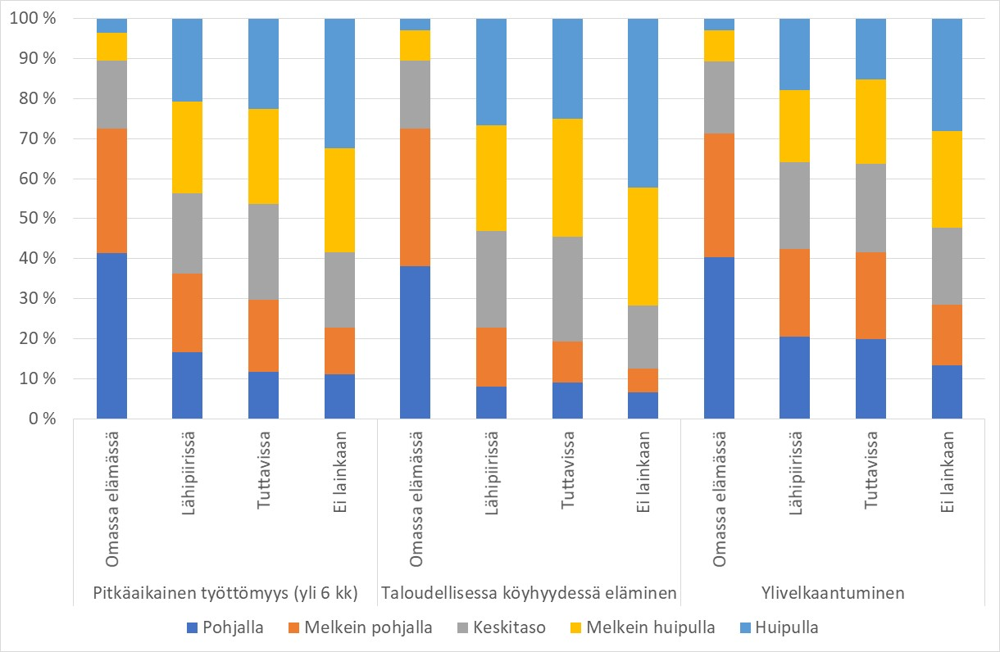 100 %
90 %
80 %
70 %
60 %
50 %
40 %
30 %
20 %
10 %
0 %
Omassa elämässä
Lähipiirissä
Tuttavissa
Ei lainkaan
Omassa elämässä
Lähipiirissä
Tuttavissa
Ei lainkaan
Omassa elämässä
Lähipiirissä
Tuttavissa
Ei lainkaan
Pitkäaikainen työttömyys (yli 6 kk)
Taloudellisessa köyhyydessä eläminen
Ylivelkaantuminen
Pohjalla
Melkein pohjalla
Keskitaso
Melkein huipulla
Huipulla